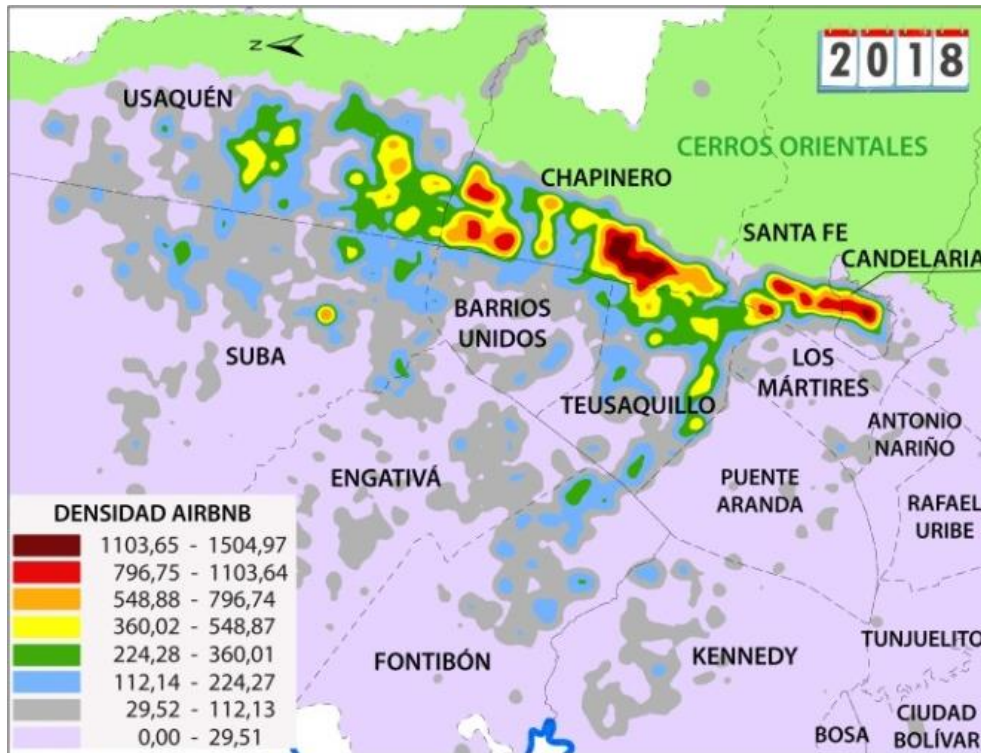 N
2018
USAQUÉN
CERROS ORIENTALES
CHAPINERO
SANTA FE
CANDELARIA
BARRIOS
UNIDOS
SUBA
LOS
MÁRTIRES
TEUSAQUILLO
ANTONIO
NARIÑO
ENGATIVÁ
PUENTE
ARANDA
RAFAEL
URIBE
FONTIBÓN
KENNEDY
TUNJUELITO
BOSA
CIUDAD
BOLÍVAR
DENSIDAD AIRBNB
1103,65 - 1504,97
796,75 - 1103,64
548,88 - 796,74
360,02 - 548,87
224,28 - 360,01
112,14 - 224,27
29,52 - 112,13
0,00 - 29,51